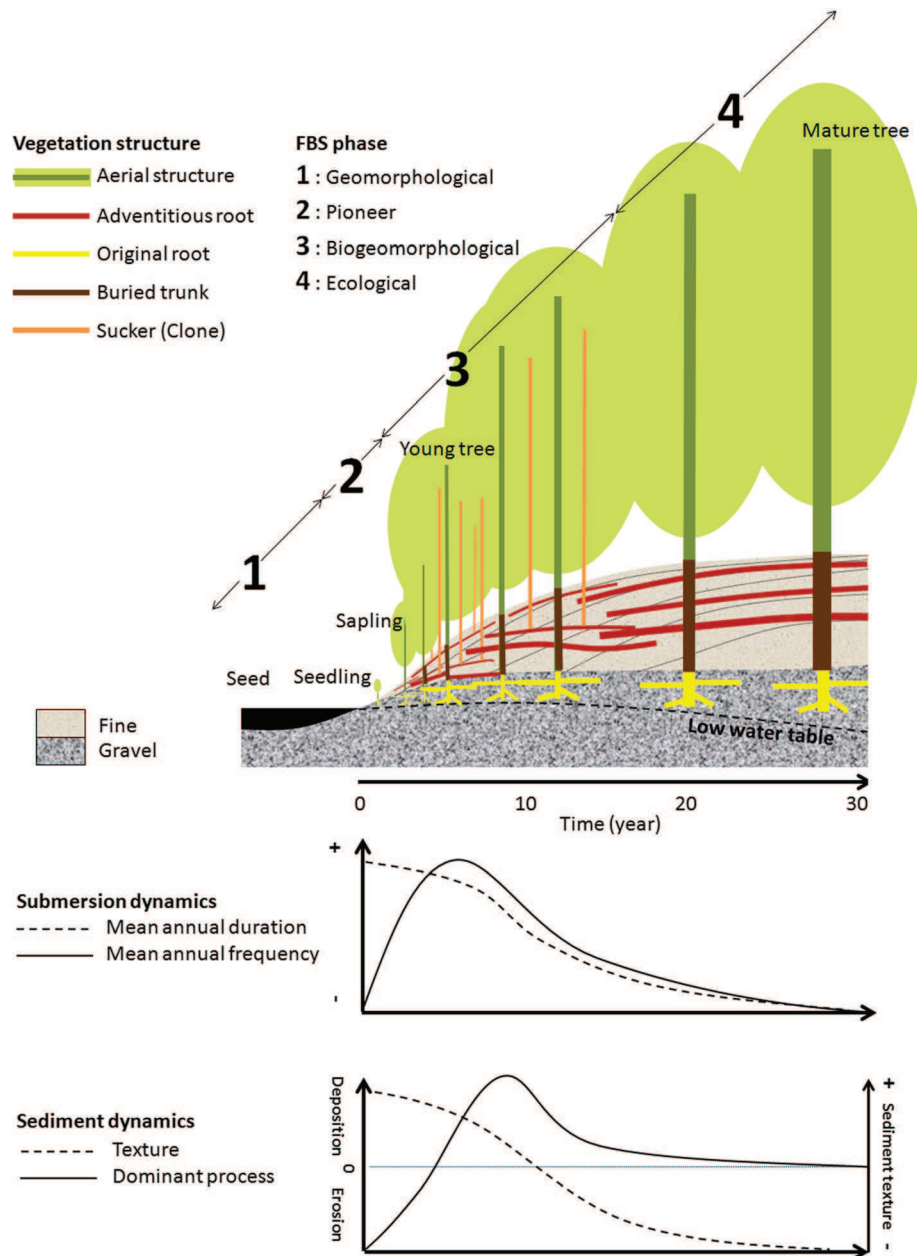 4
Mature tree
Vegetation structure
Aerial structure
Adventitious root
Original root
Buried trunk
Sucker (Clone)
FBS phase
1 : Geomorphological
2 : Pioneer
3 : Biogeomorphological
4 : Ecological
3
Young tree
2
1
Sapling
Seed
Seedling
Fine
Gravel
Low water table
0 10 20 30
Time (year)
Submersion dynamics
Mean annual duration
Mean annual frequency
+
-
Sediment dynamics
Texture
Dominant process
Deposition
0
Erosion
+
Sediment texture
-